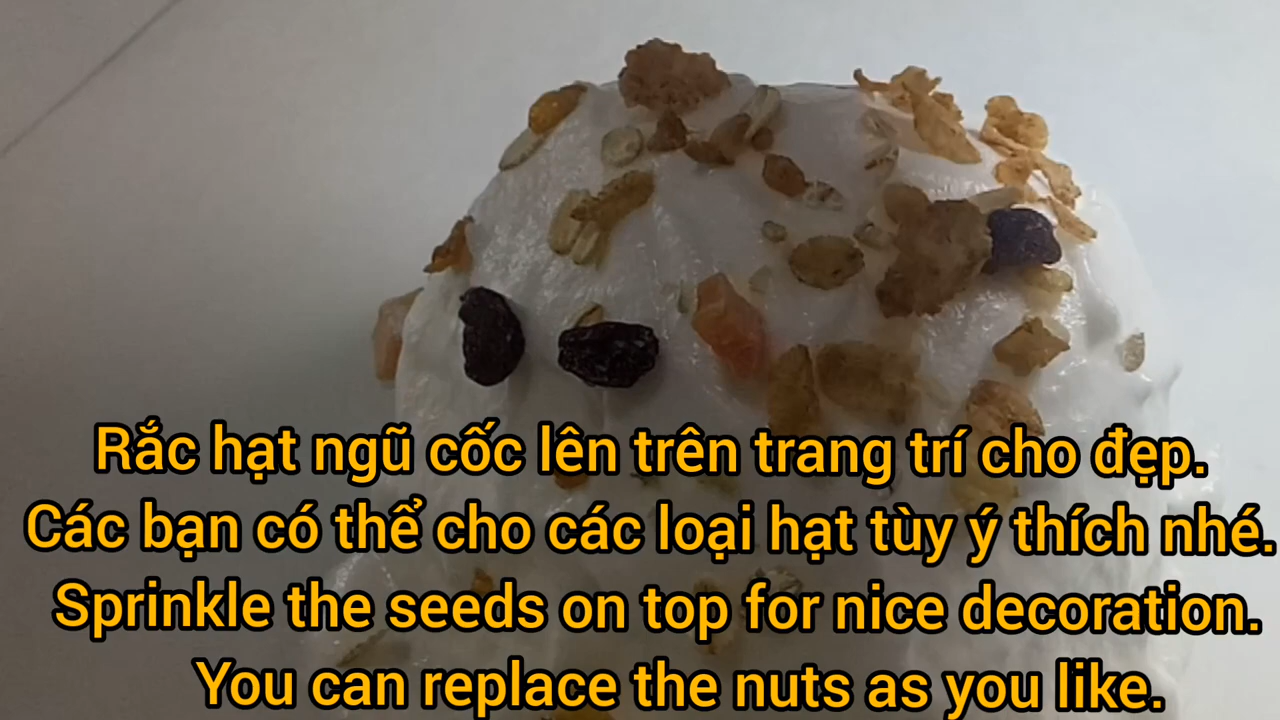 Rắc hạt ngũ cốc lên trên trang trí cho đẹp.
Các bạn có thể cho các loại hạt tùy ý thích nhé.
Sprinkle the seeds on top for nice decoration.
You can replace the nuts as you like.